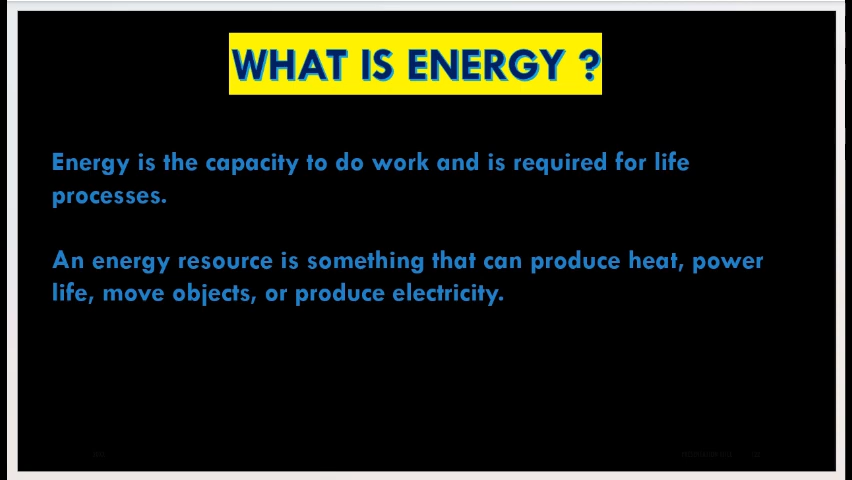 WHAT IS ENERGY ?
Energy is the capacity to do work and is required for life
processes.
An energy resource is something that can produce heat, power
life, move objects, or produce electricity.